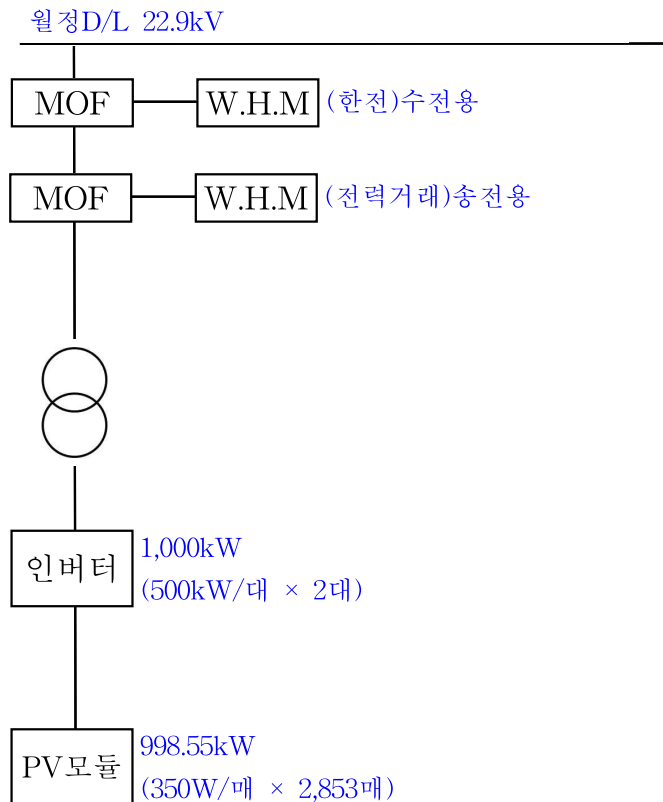 월정D/L 22.9kV
MOF W.H.M (한전)수전용
MOF W.H.M (전력거래)송전용
인버터 1,000kW
(500kW/대 × 2대)
PV모듈 998.55kW
(350W/매 × 2,853매)